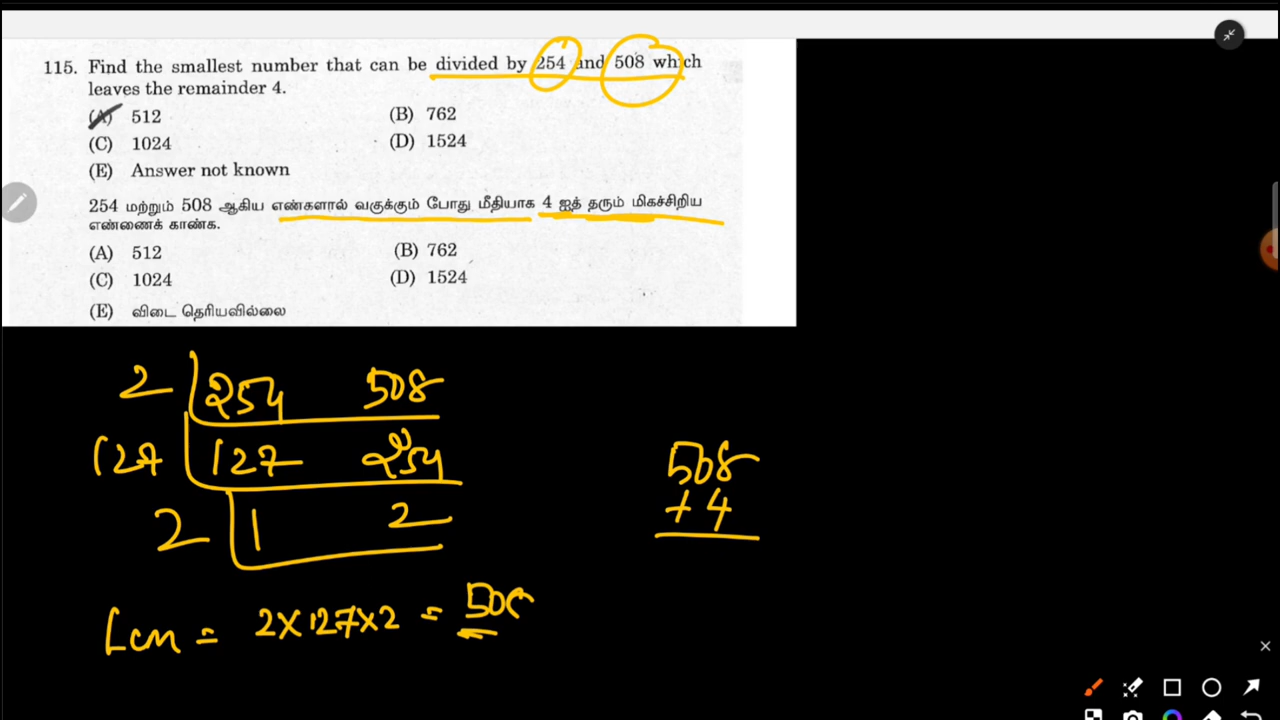 115. Find the smallest number that can be divided by 254 and 508 which
leaves the remainder 4.
(A) 512 (B) 762
(C) 1024 (D) 1524
(E) Answer not known
254 மற்றும் 508 ஆகிய எண்களால் வகுக்கும் போது மீதியாக 4 ஐத் தரும் மிகச்சிறிய
எண்ணைக் காண்க.
(A) 512 (B) 762
(C) 1024 (D) 1524
(E) விடை தெரியவில்லை
2 254 508
127 127 254
2 1 2
508
+ 4
Lcm = 2×127×2 = 508